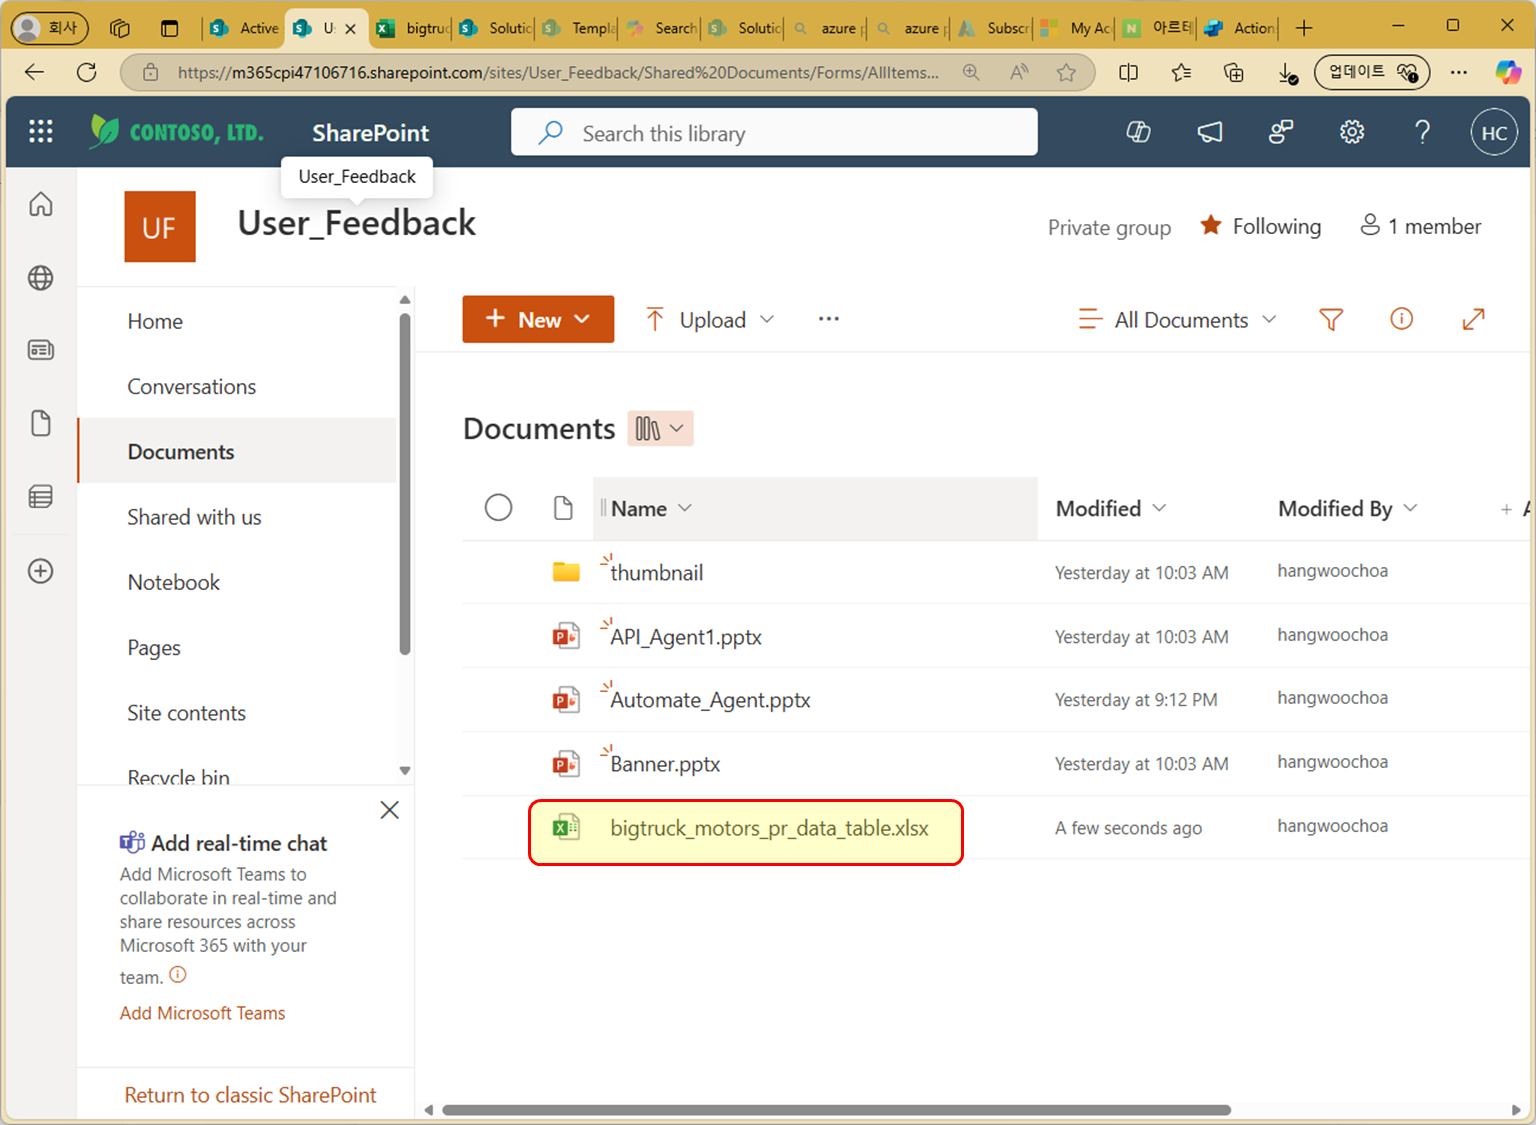 회사
Active
Us
bigtruc
Solutic
Templa
Search
Solutic
azure p
azure p
Subscr
My Ac
아르테
Action
https://m365cpi47106716.sharepoint.com/sites/User_Feedback/Shared%20Documents/Forms/AllItems...
업데이트
CONTOSO, LTD.
SharePoint
Search this library
HC
User_Feedback
UF
User_Feedback
Private group
Following
1 member
Home
Conversations
Documents
Shared with us
Notebook
Pages
Site contents
Recycle bin
Add real-time chat
Add Microsoft Teams to
collaborate in real-time and
share resources across
Microsoft 365 with your
team.
Add Microsoft Teams
Return to classic SharePoint
+ New
Upload
...
All Documents
Documents
Name
Modified
Modified By
+ A
thumbnail
Yesterday at 10:03 AM
hangwoochoa
API_Agent1.pptx
Yesterday at 10:03 AM
hangwoochoa
Automate_Agent.pptx
Yesterday at 9:12 PM
hangwoochoa
Banner.pptx
Yesterday at 10:03 AM
hangwoochoa
bigtruck_motors_pr_data_table.xlsx
A few seconds ago
hangwoochoa